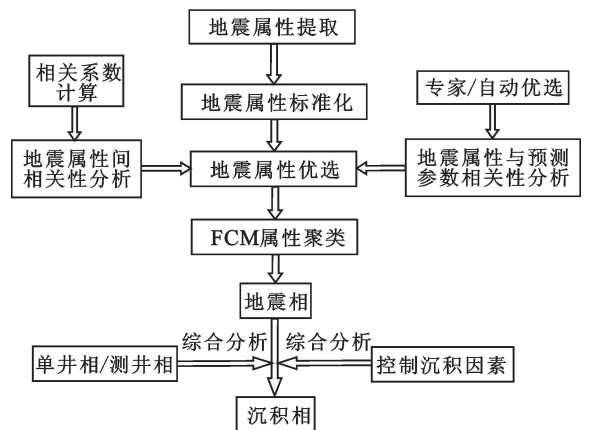 地震属性提取
相关系数
计算
专家/自动优选
地震属性标准化
地震属性间
相关性分析
地震属性优选
地震属性与预测
参数相关性分析
FCM属性聚类
地震相
综合分析
综合分析
单井相/测井相
控制沉积因素
沉积相